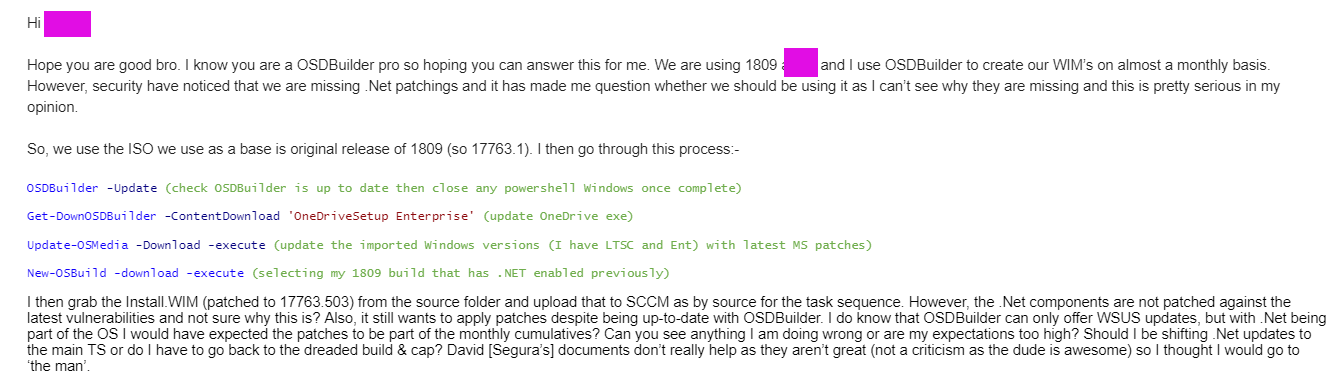 Hi
Hope you are good bro. I know you are a OSDBuilder pro so hoping you can answer this for me. We are using 1809 and I use OSDBuilder to create our WIM's on almost a monthly basis.
However, security have noticed that we are missing .Net patchings and it has made me question whether we should be using it as I can't see why they are missing and this is pretty serious in my
opinion.
So, we use the ISO we use as a base is original release of 1809 (so 17763.1). I then go through this process:-
OSDBuilder -Update (check OSDBuilder is up to date then close any powershell Windows once complete)
Get-DownOSDBuilder -ContentDownload 'OneDriveSetup Enterprise' (update OneDrive exe)
Update-OSMedia -Download -execute (update the imported Windows versions (I have LTSC and Ent) with latest MS patches)
New-OSBuild -download -execute (selecting my 1809 build that has .NET enabled previously)
I then grab the Install.WIM (patched to 17763.503) from the source folder and upload that to SCCM as by source for the task sequence. However, the .Net components are not patched against the
latest vulnerabilities and not sure why this is? Also, it still wants to apply patches despite being up-to-date with OSDBuilder. I do know that OSDBuilder can only offer WSUS updates, but with .Net being
part of the OS I would have expected the patches to be part of the monthly cumulatives? Can you see anything I am doing wrong or are my expectations too high? Should I be shifting .Net updates to
the main TS or do I have to go back to the dreaded build & cap? David [Segura's] documents don't really help as they aren't great (not a criticism as the dude is awesome) so I thought I would go to
'the man'.